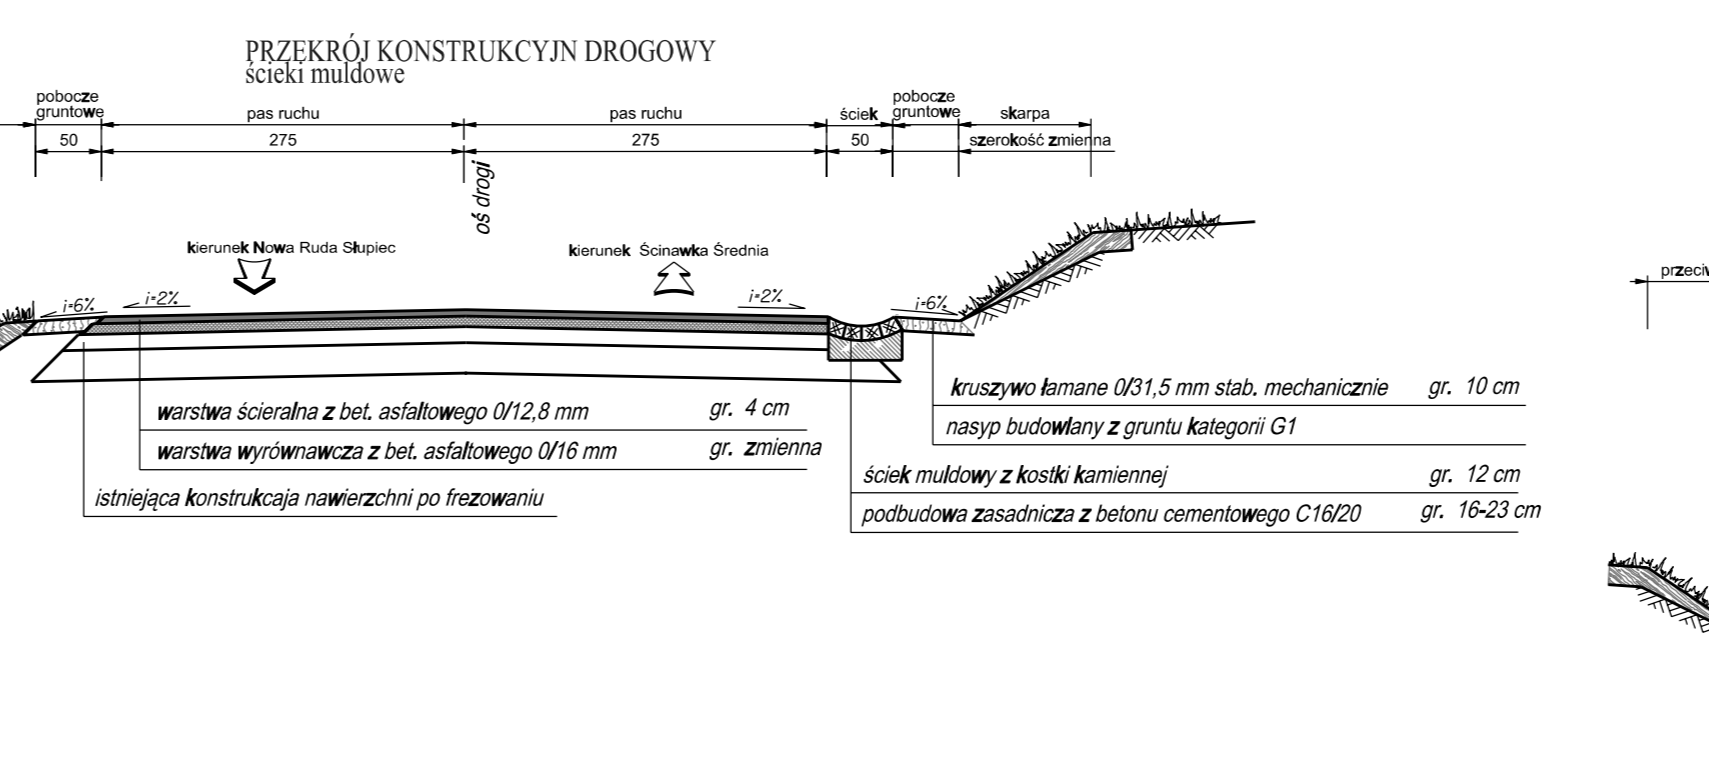 PRZEKRÓJ KONSTRUKCYJN DROGOWY
ścieki muldowe
pobocze
gruntowe
pas ruchu
pas ruchu
ściek
pobocze
gruntowe
skarpa
50
275
275
50
szerokość zmienna
oś drogi
kierunek Nowa Ruda Słupiec
kierunek Ścinawka Średnia
i=6%
i=2%
i=2%
i=6%
warstwa ścieralna z bet. asfaltowego 0/12,8 mm gr. 4 cm
warstwa wyrównawcza z bet. asfaltowego 0/16 mm gr. zmienna
istniejąca konstrukcaja nawierzchni po frezowaniu
kruszywo łamane 0/31,5 mm stab. mechanicznie gr. 10 cm
nasyp budowlany z gruntu kategorii G1
ściek muldowy z kostki kamiennej gr. 12 cm
podbudowa zasadnicza z betonu cementowego C16/20 gr. 16-23 cm